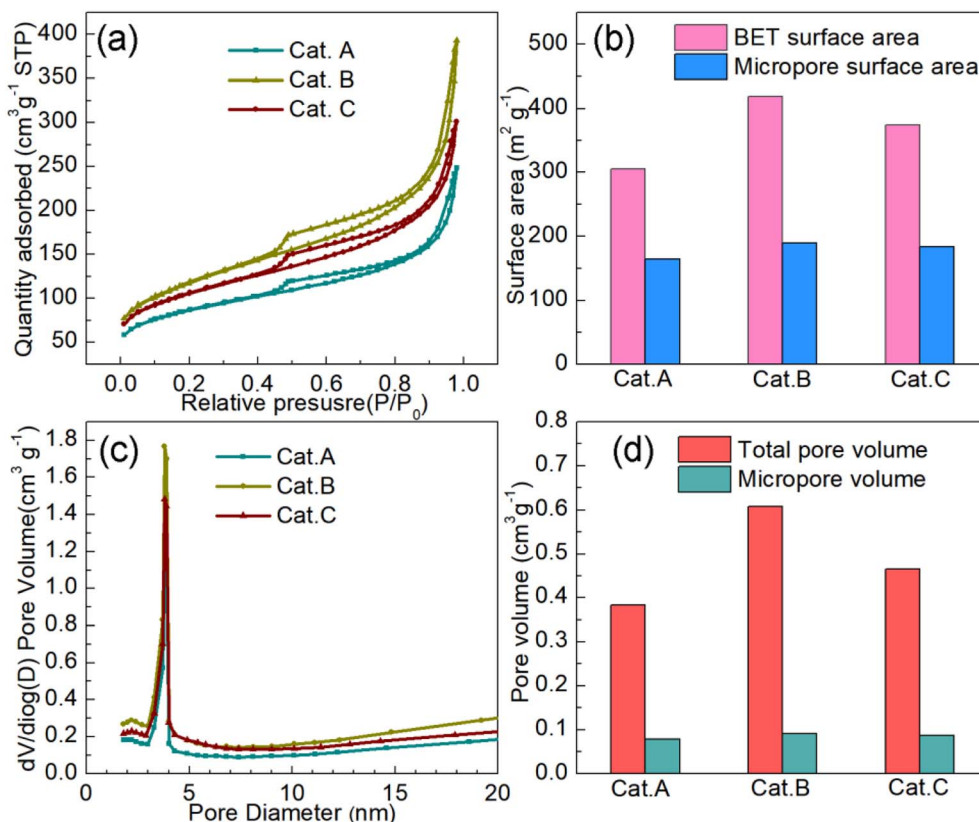 (a)
Cat. A
Cat. B
Cat. C
Quantity adsorbed (cm³g⁻¹ STP)
400
350
300
250
200
150
100
50
0.0 0.2 0.4 0.6 0.8 1.0
Relative presusre(P/P₀)
(b)
BET surface area
Micropore surface area
Surface area (m² g⁻¹)
500
400
300
200
100
0
Cat.A Cat.B Cat.C
(c)
Cat.A
Cat.B
Cat.C
dV/dlog(D) Pore Volume(cm³ g⁻¹)
1.8
1.6
1.4
1.2
1.0
0.8
0.6
0.4
0.2
0.0
0 5 10 15 20
Pore Diameter (nm)
(d)
Total pore volume
Micropore volume
Pore volume (cm³g⁻¹)
0.8
0.7
0.6
0.5
0.4
0.3
0.2
0.1
0.0
Cat.A Cat.B Cat.C